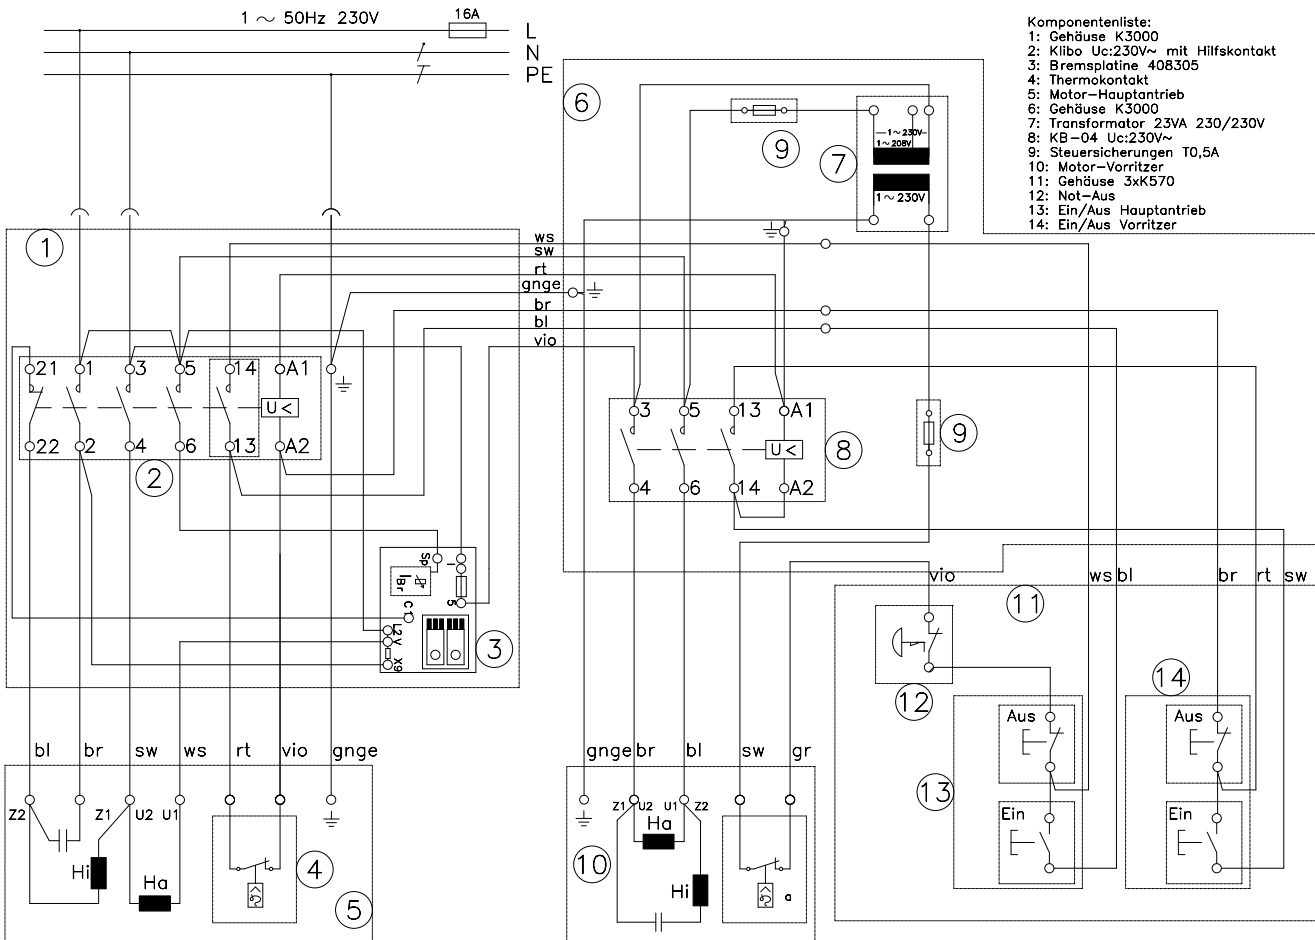 1 ~ 50Hz 230V
16A
L
N
PE
Komponentenliste:
1: Gehäuse K3000
2: Klibo Uc:230V~ mit Hilfskontakt
3: Bremsplatine 408305
4: Thermokontakt
5: Motor-Hauptantrieb
6: Gehäuse K3000
7: Transformator 23VA 230/230V
8: KB-04 Uc:230V~
9: Steuersicherungen T0,5A
10: Motor-Vorritzer
11: Gehäuse 3xK570
12: Not-Aus
13: Ein/Aus Hauptantrieb
14: Ein/Aus Vorritzer
6
9
7
1~230V
1~208V
1~230V
1
ws
sw
rt
gnge
br
bl
vio
21 1 3 5 14 A1
U<
22 2 4 6 13 A2
2
3 5 13 A1
U<
8
9
4 6 14 A2
Sp
1
IBr
5
C1
L2
V
X9
3
vio ws bl br rt sw
11
12
14
13
Aus
Ein
Aus
Ein
bl br sw ws rt vio gnge
Z2 Z1 U2 U1
Hi
Ha
4
5
gnge br bl sw gr
Z1 U2 U1 Z2
Ha
Hi
10
a